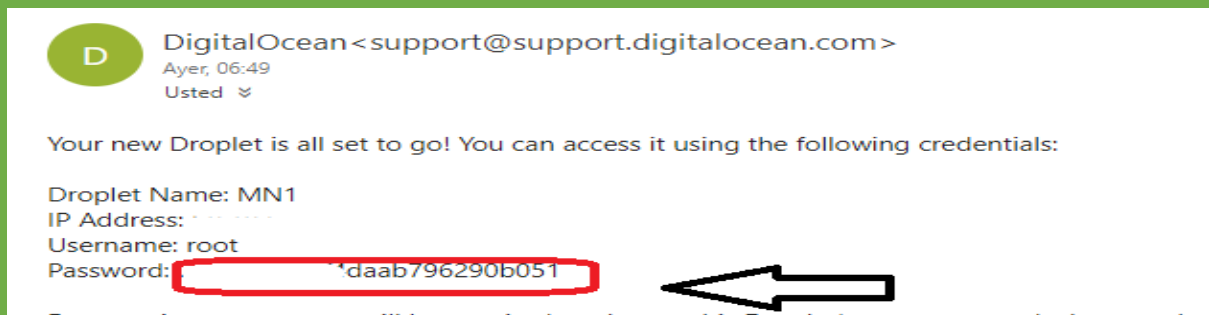 D
DigitalOcean<support@support.digitalocean.com>
Ayer, 06:49
Usted
Your new Droplet is all set to go! You can access it using the following credentials:
Droplet Name: MN1
IP Address:
Username: root
Password: daab796290b051